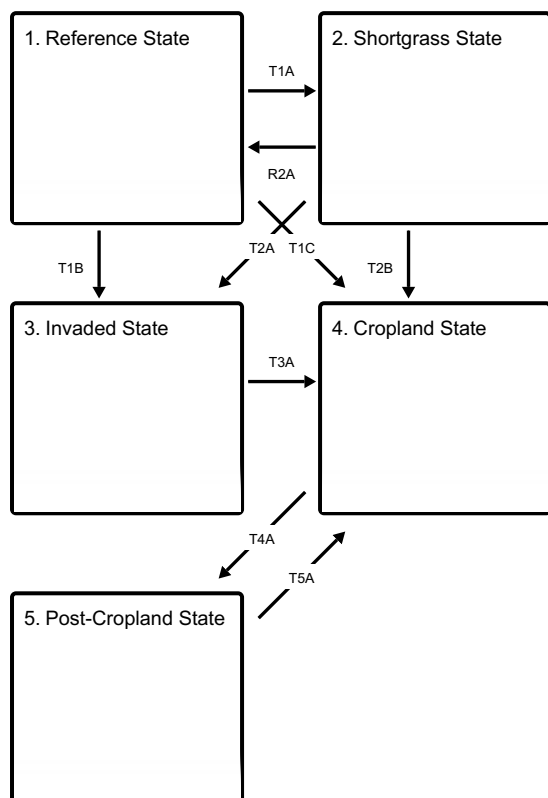 1. Reference State
2. Shortgrass State
T1A
R2A
T1B
T2A
T1C
T2B
3. Invaded State
4. Cropland State
T3A
T4A
T5A
5. Post-Cropland State